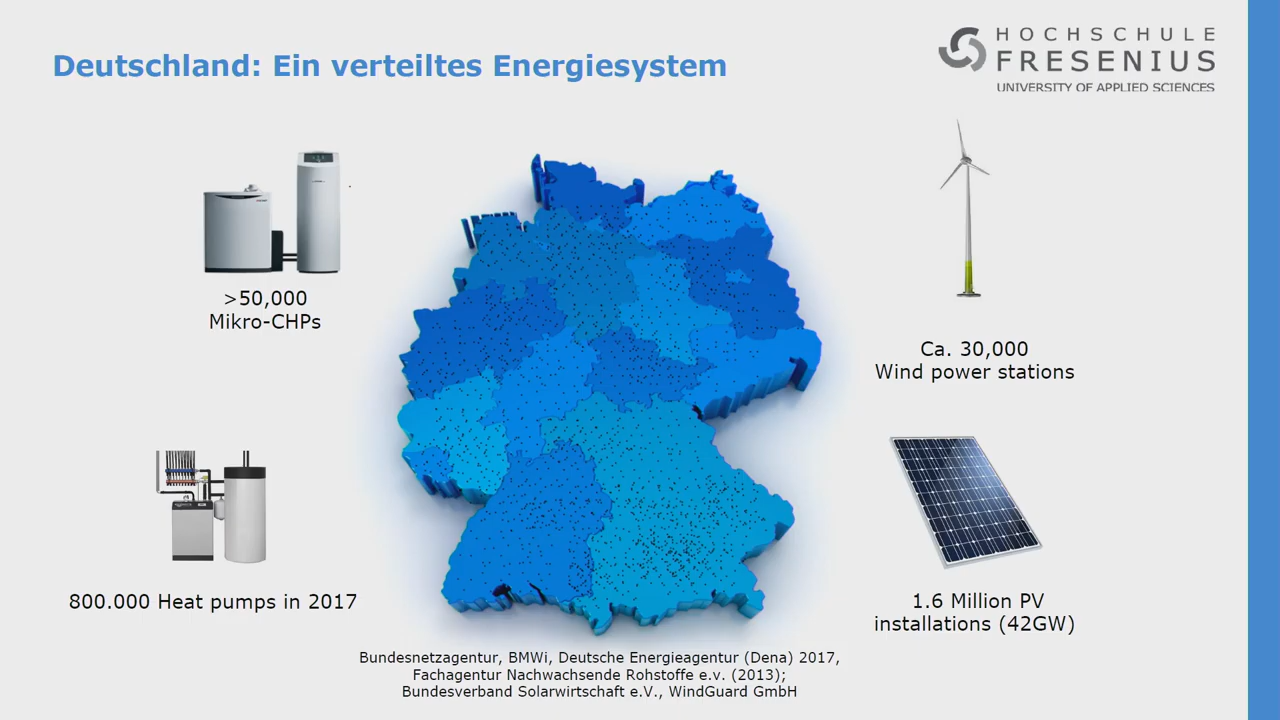 Deutschland: Ein verteiltes Energiesystem
HOCHSCHULE
FRESENIUS
UNIVERSITY OF APPLIED SCIENCES
>50,000
Mikro-CHPs
Ca. 30,000
Wind power stations
800.000 Heat pumps in 2017
1.6 Million PV
installations (42GW)
Bundesnetzagentur, BMWi, Deutsche Energieagentur (Dena) 2017,
Fachagentur Nachwachsende Rohstoffe e.v. (2013);
Bundesverband Solarwirtschaft e.V., WindGuard GmbH